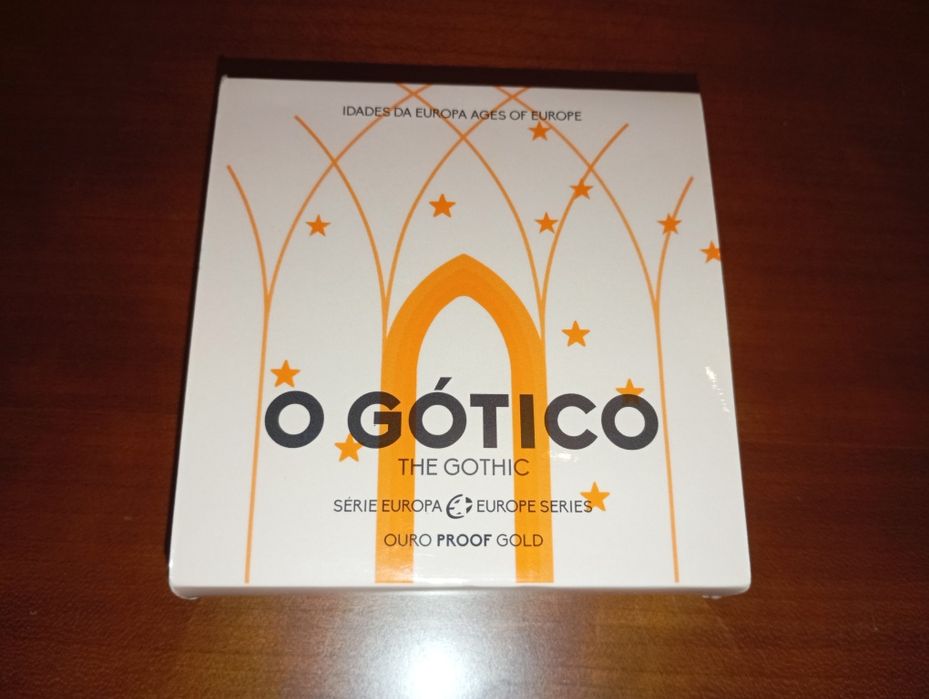 IDADES DA EUROPA AGES OF EUROPE
O GÓTICO
THE GOTHIC
SÉRIE EUROPA EUROPE SERIES
OURO PROOF GOLD